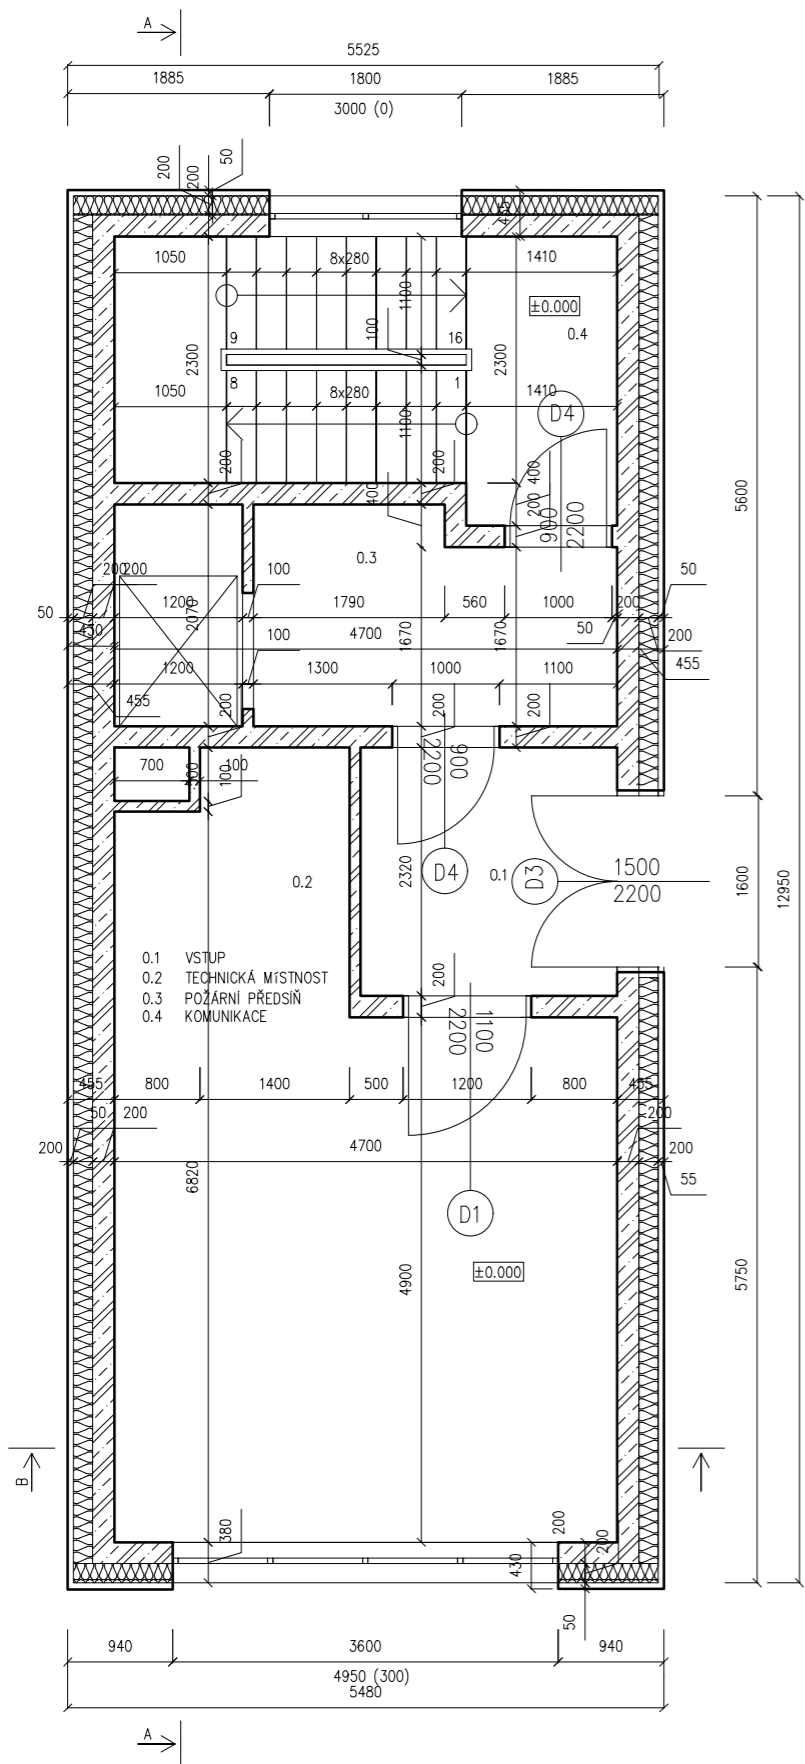 A
5525
1885 1800 1885
3000 (0)
200 200 50
455
1050 8x280 1410
1100
±0.000
0.4
9 16
100
2300 2300
8 1
1050 8x280 1410
D4
1100
200 200 400
400 200
900
2200
5600
0.3
200 200 100 50
50 1200 1790 560 1000 200
2070
430 100 4700 50 200
1670 1670
1200 1300 1000 1100 455
455
200 200 200
900
2200
700 100 100
100
D4
2320
0.2 0.1 D3
1500
2200
1600
12950
0.1 VSTUP
0.2 TECHNICKÁ MíSTNOST
0.3 POŽÁRNÍ PŘEDSÍŇ
0.4 KOMUNIKACE
200
1100
2200
455 800 1400 500 1200 800 455
50 200 200
200 4700 200
6820
55
D1
4900
±0.000
5750
B
380 200 200
430
50
940 3600 940
4950 (300)
5480
A